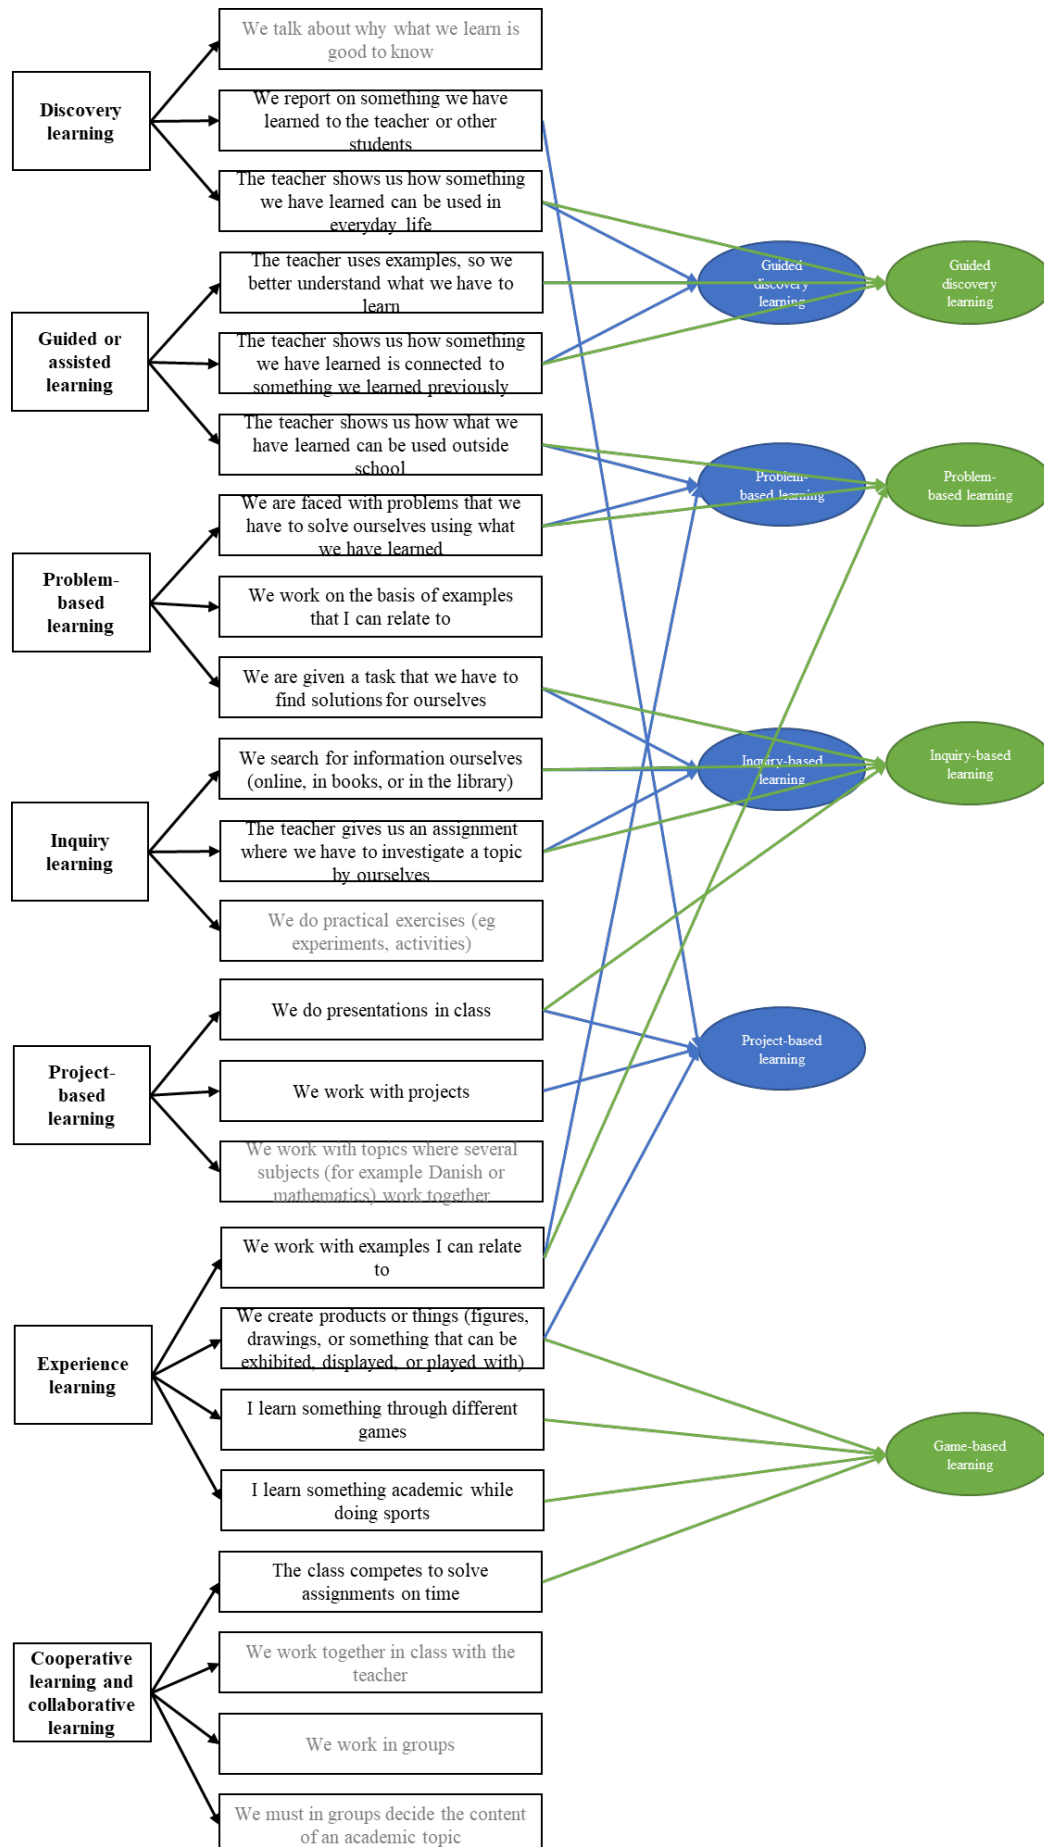 We talk about why what we learn is
good to know
Discovery
learning
We report on something we have
learned to the teacher or other
students
The teacher shows us how something
we have learned can be used in
everyday life
Guided
discovery
learning
Guided
discovery
learning
The teacher uses examples, so we
better understand what we have to
learn
Guided or
assisted
learning
The teacher shows us how something
we have learned is connected to
something we learned previously
The teacher shows us how what we
have learned can be used outside
school
Problem-
based learning
Problem-
based learning
We are faced with problems that we
have to solve ourselves using what
we have learned
Problem-
based
learning
We work on the basis of examples
that I can relate to
We are given a task that we have to
find solutions for ourselves
We search for information ourselves
(online, in books, or in the library)
Inquiry-based
learning
Inquiry-based
learning
Inquiry
learning
The teacher gives us an assignment
where we have to investigate a topic
by ourselves
We do practical exercises (eg
experiments, activities)
We do presentations in class
Project-based
learning
Project-
based
learning
We work with projects
We work with topics where several
subjects (for example Danish or
mathematics) work together
We work with examples I can relate
to
We create products or things (figures,
drawings, or something that can be
exhibited, displayed, or played with)
Experience
learning
I learn something through different
games
Game-based
learning
I learn something academic while
doing sports
The class competes to solve
assignments on time
We work together in class with the
teacher
Cooperative
learning and
collaborative
learning
We work in groups
We must in groups decide the content
of an academic topic